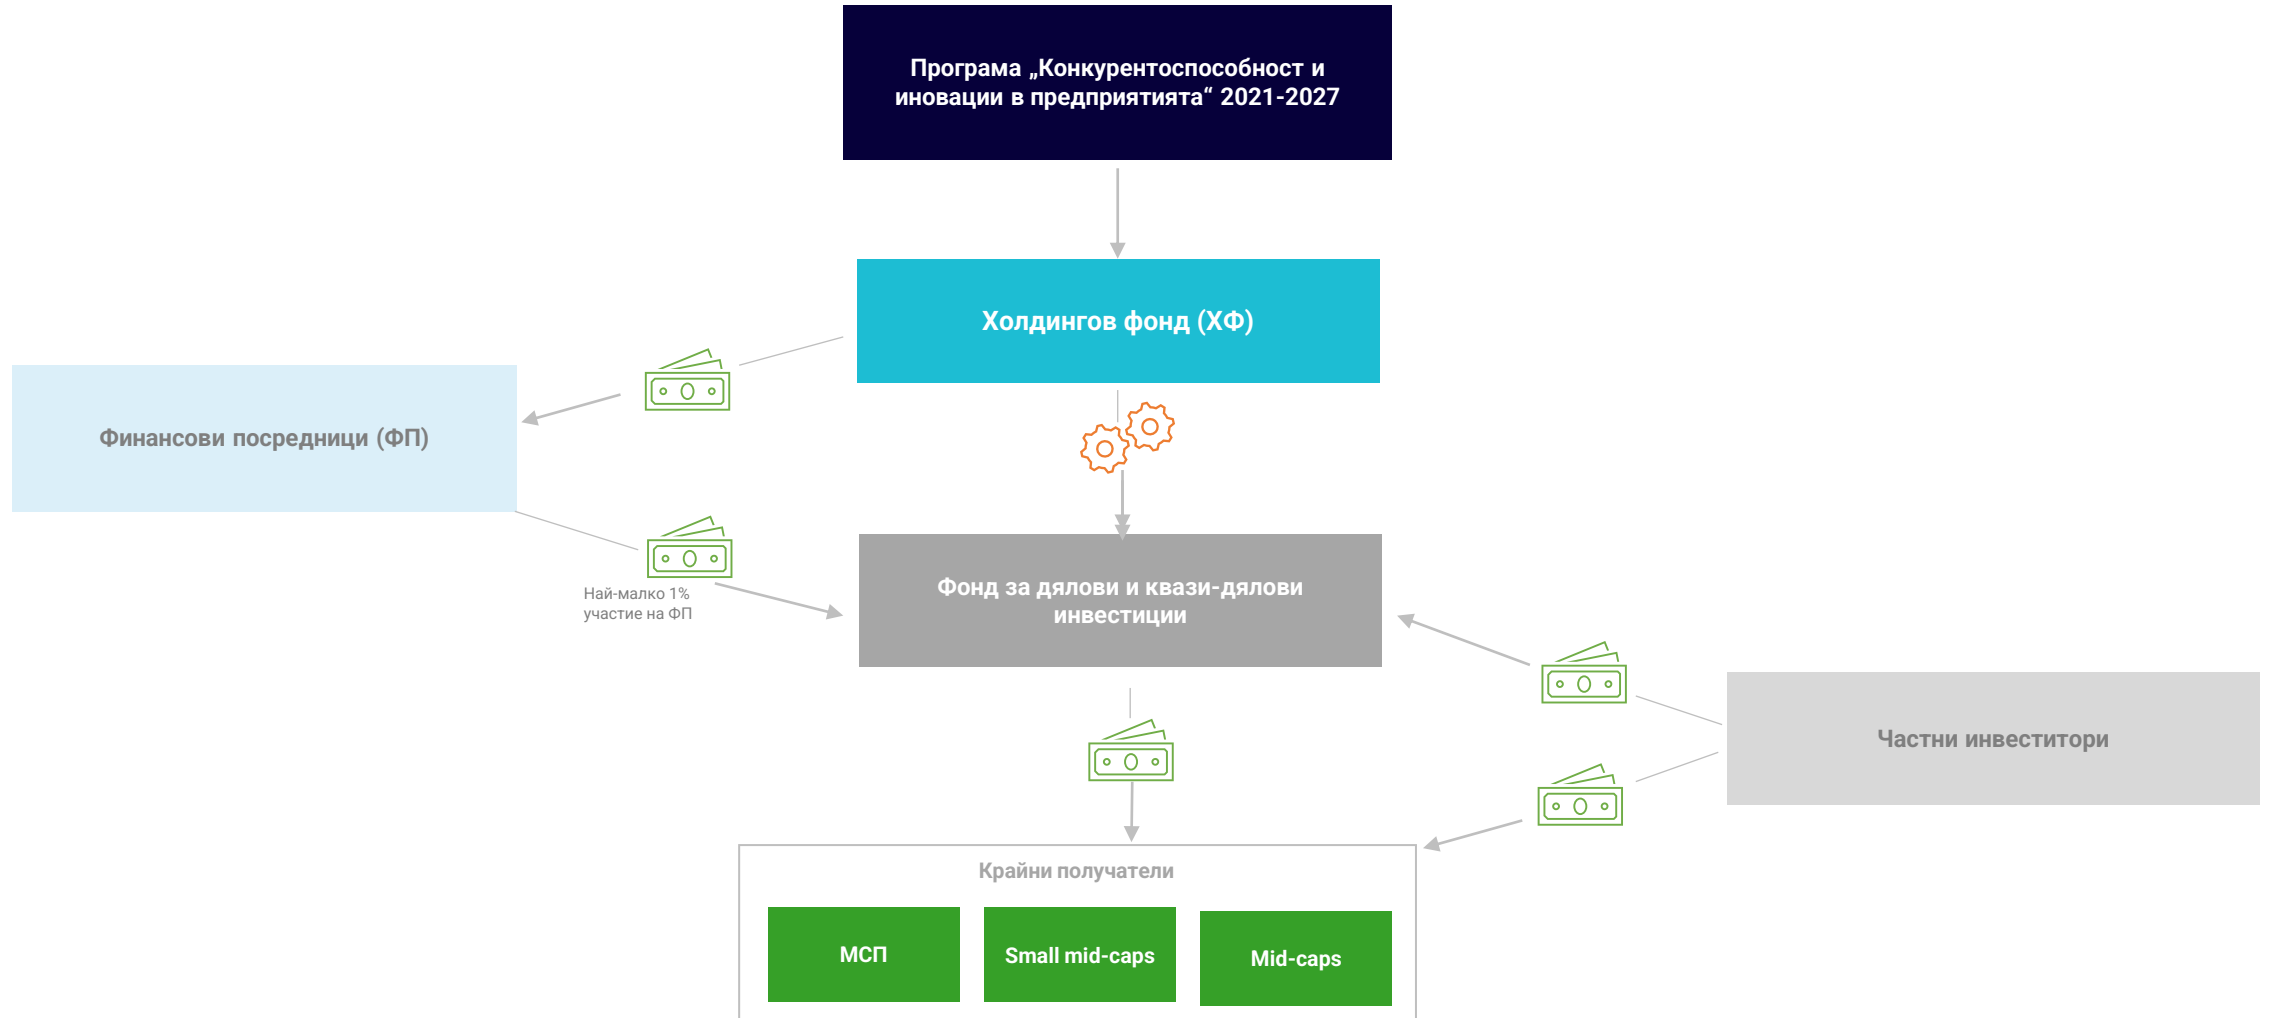 Програма „Конкурентоспособност и
иновации в предприятията“ 2021-2027
Холдингов фонд (ХФ)
Финансови посредници (ФП)
Най-малко 1%
участие на ФП
Фонд за дялови и квази-дялови
инвестиции
Частни инвеститори
Крайни получатели
МСП
Small mid-caps
Mid-caps